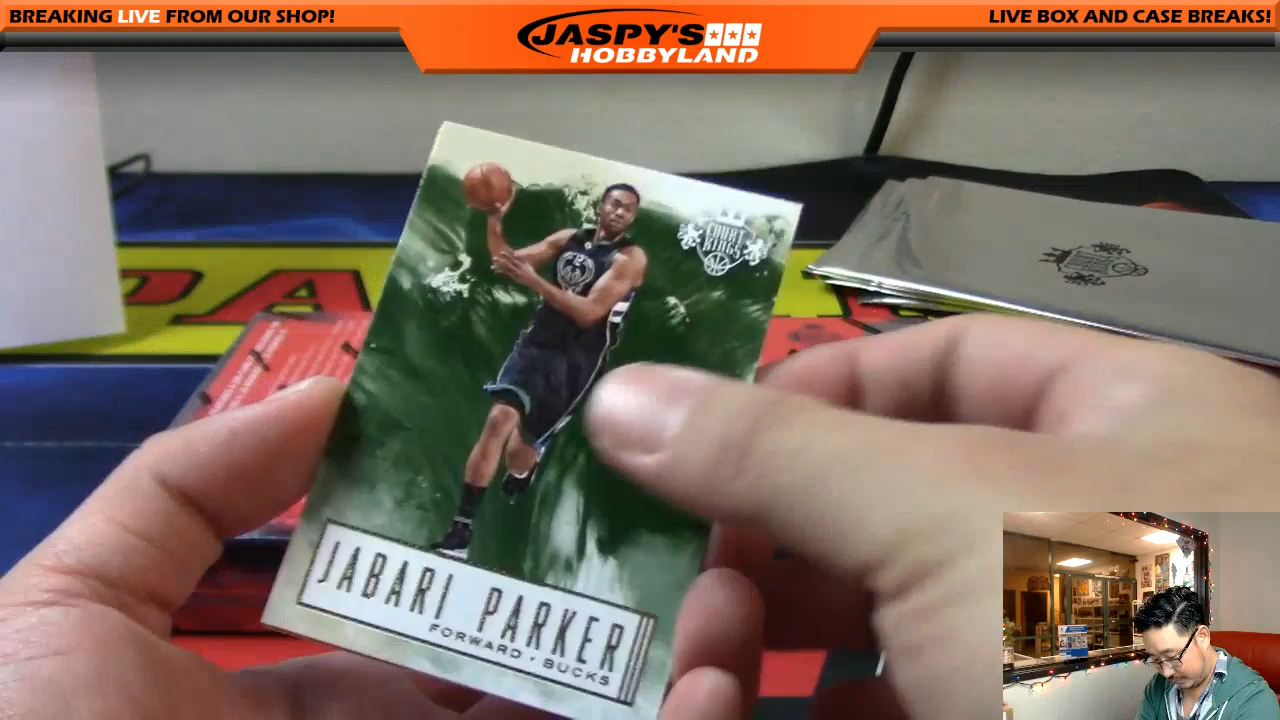 BREAKING LIVE FROM OUR SHOP!
JASPY'S
HOBBYLAND
LIVE BOX AND CASE BREAKS!
COURT
KINGS
JABARI PARKER
FORWARD • BUCKS